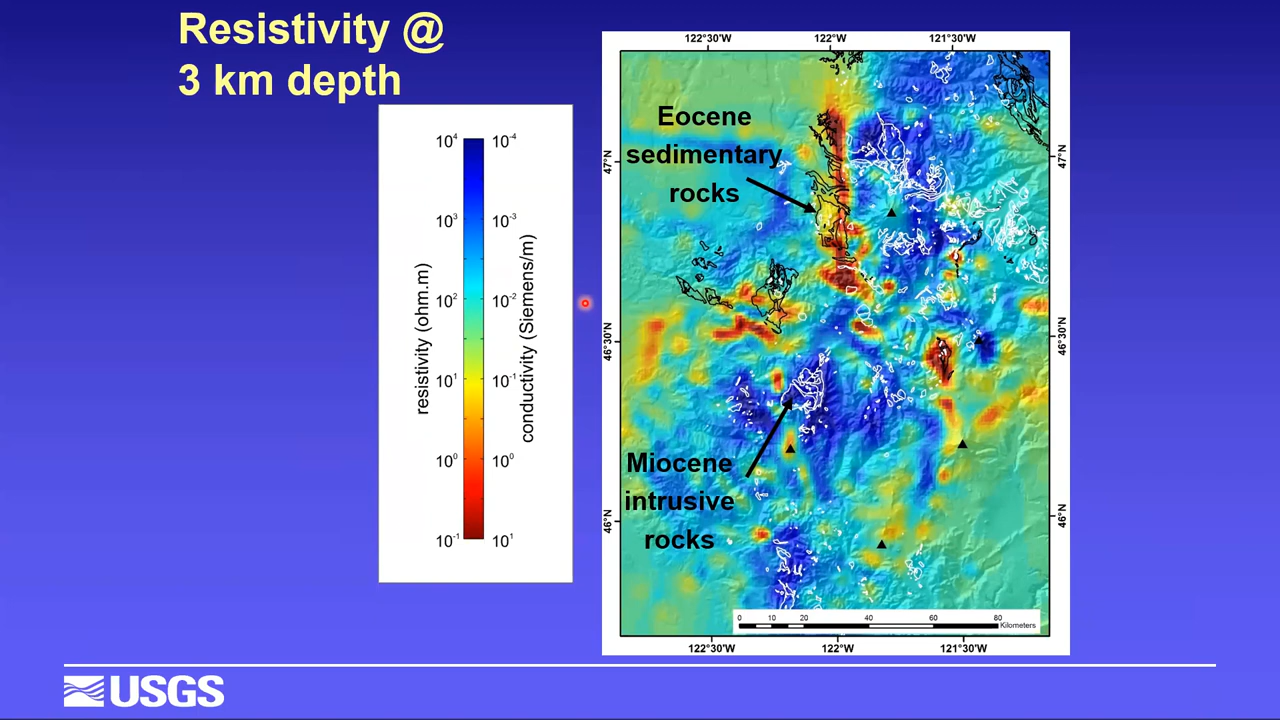 Resistivity @
3 km depth
10⁴ 10⁻⁴
10³ 10⁻³
10² 10⁻²
10¹ 10⁻¹
10⁰ 10⁰
10⁻¹ 10¹
resistivity (ohm.m)
conductivity (Siemens/m)
122°30'W 122°W 121°30'W
47°N 47°N
46°30'N 46°30'N
46°N 46°N
Eocene
sedimentary
rocks
Miocene
intrusive
rocks
0 10 20 40 60 80
Kilometers
122°30'W 122°W 121°30'W
USGS